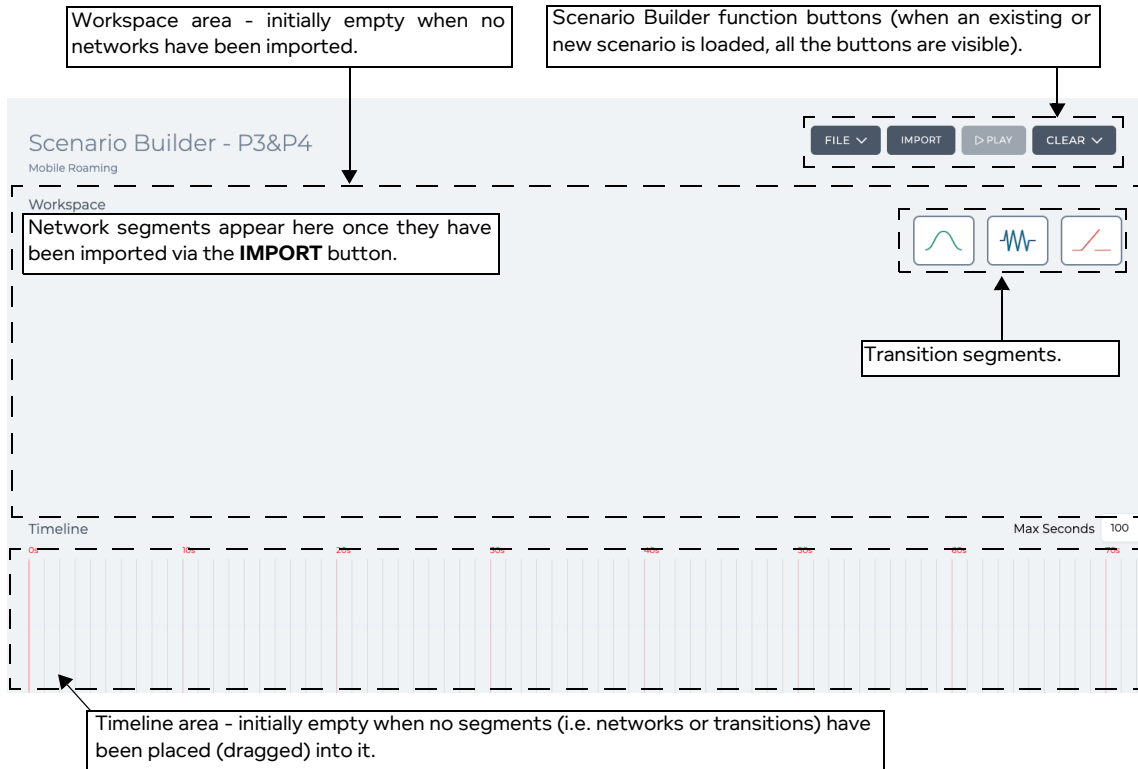 Workspace area - initially empty when no
networks have been imported.
Scenario Builder function buttons (when an existing or
new scenario is loaded, all the buttons are visible).
Scenario Builder - P3&P4
Mobile Roaming
FILE
IMPORT
PLAY
CLEAR
Workspace
Network segments appear here once they have
been imported via the IMPORT button.
Transition segments.
Timeline
Max Seconds 100
0s 10s 20s 30s 40s 50s 60s 70s
Timeline area - initially empty when no segments (i.e. networks or transitions) have
been placed (dragged) into it.